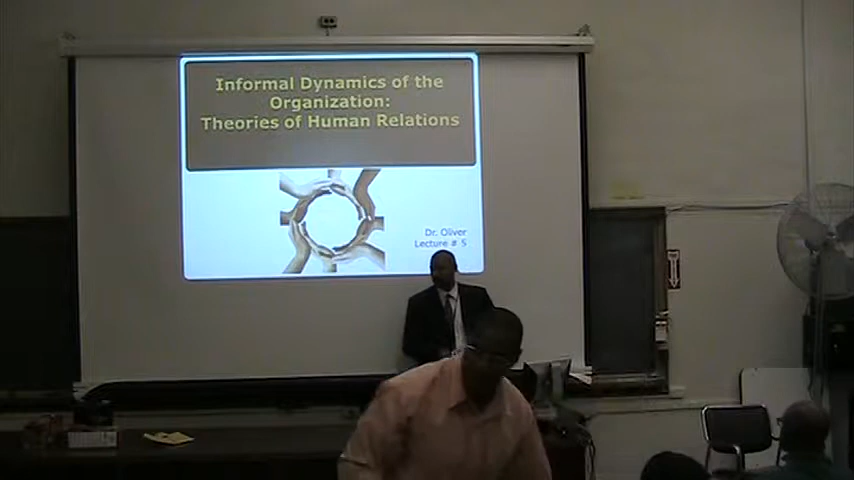 Informal Dynamics of the
Organization:
Theories of Human Relations
Dr. Oliver
Lecture # 5